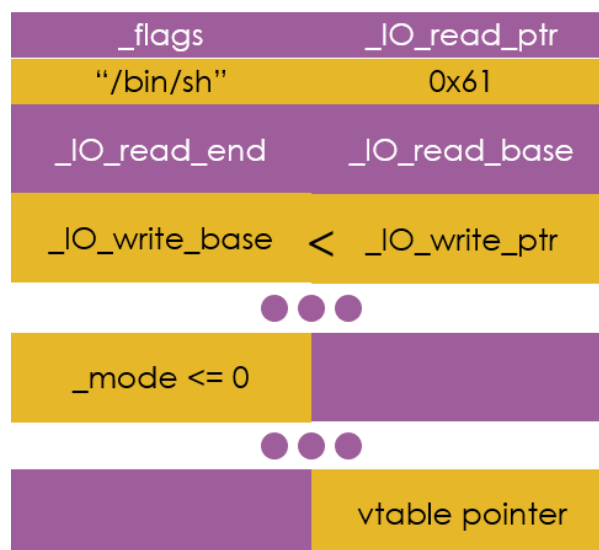 _flags _IO_read_ptr
“/bin/sh” 0x61
_IO_read_end _IO_read_base
_IO_write_base < _IO_write_ptr
_mode <= 0
vtable pointer